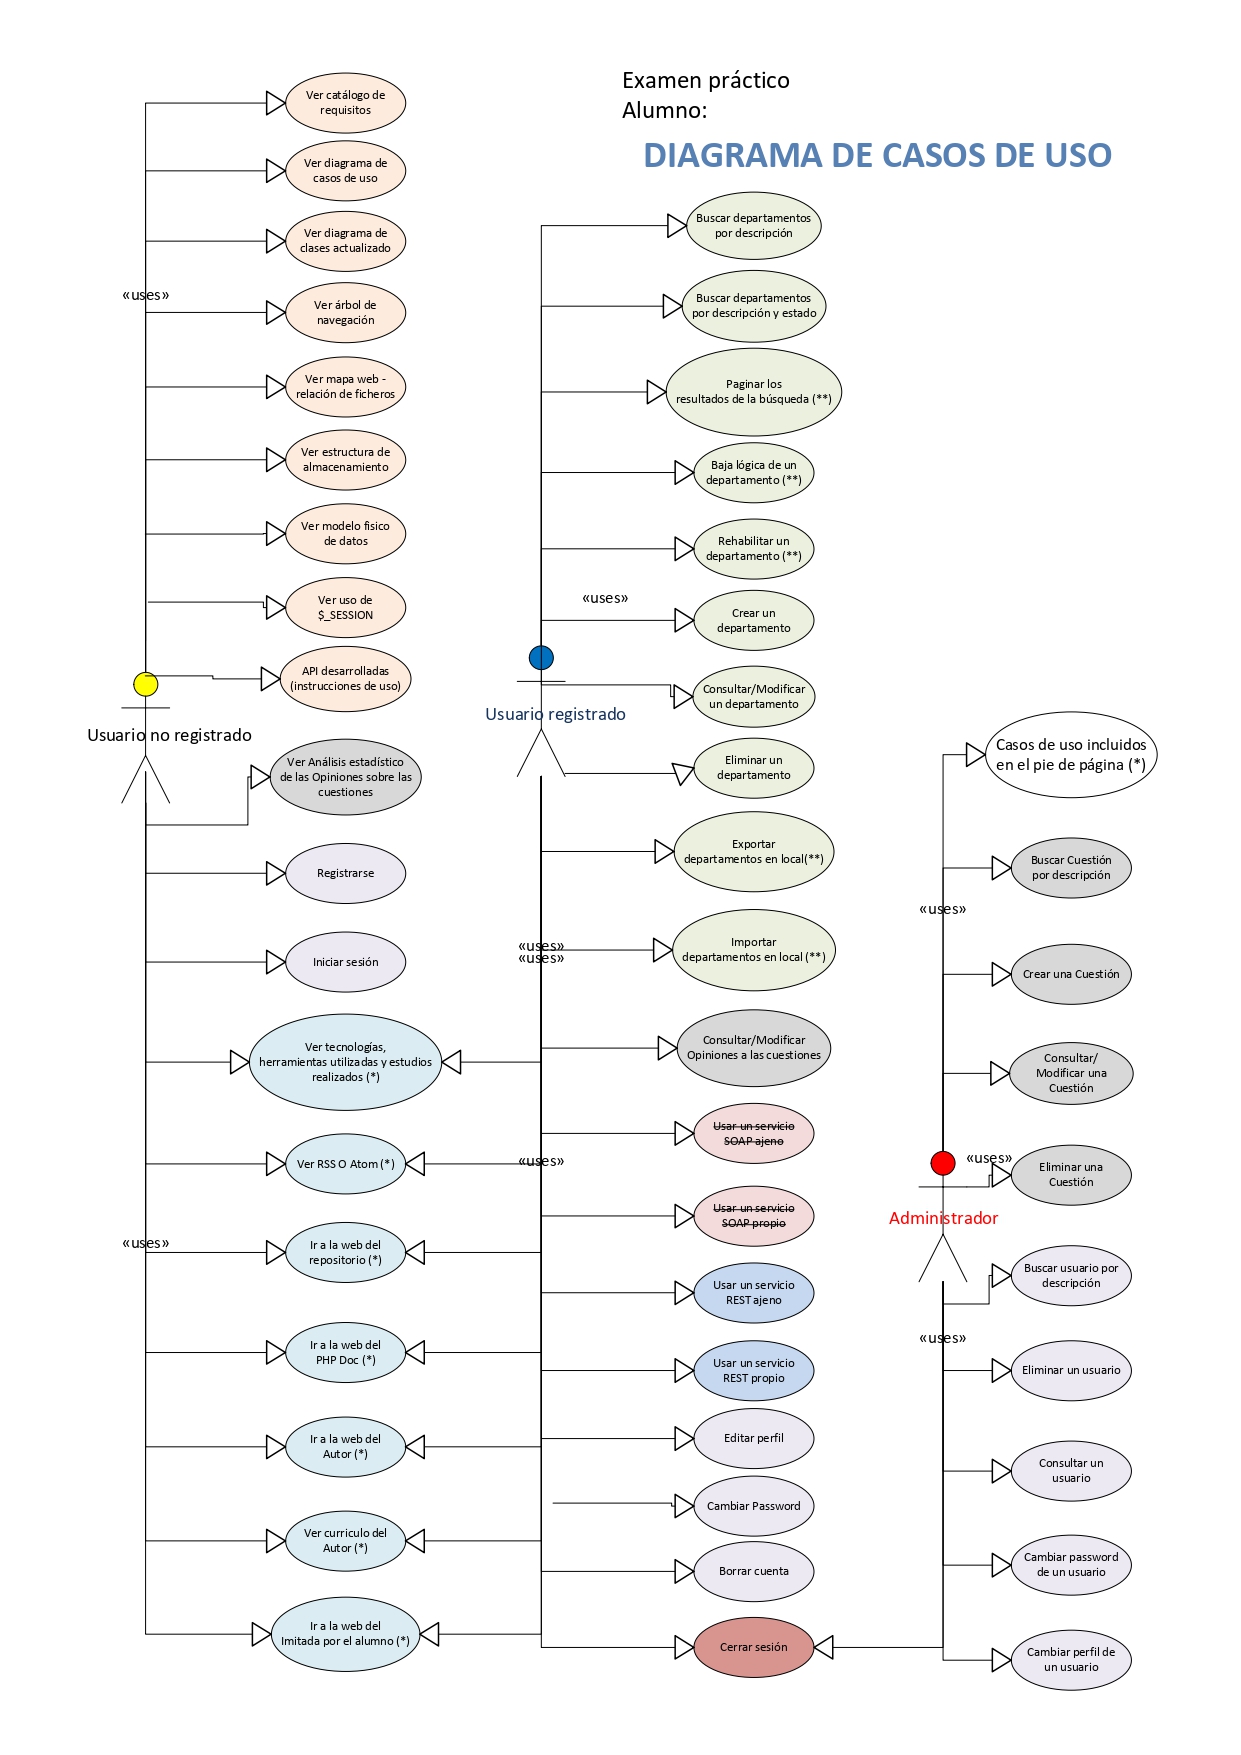 Examen práctico
Alumno:
DIAGRAMA DE CASOS DE USO
Ver catálogo de
requisitos
Ver diagrama de
casos de uso
Ver diagrama de
clases actualizado
«uses»
Ver árbol de
navegación
Ver mapa web -
relación de ficheros
Ver estructura de
almacenamiento
Ver modelo fisico
de datos
Ver uso de
$_SESSION
API desarrolladas
(instrucciones de uso)
Usuario no registrado
Ver Análisis estadístico
de las Opiniones sobre las
cuestiones
Registrarse
Iniciar sesión
Ver tecnologías,
herramientas utilizadas y estudios
realizados (*)
Ver RSS O Atom (*)
«uses»
Ir a la web del
repositorio (*)
Ir a la web del
PHP Doc (*)
Ir a la web del
Autor (*)
Ver curriculo del
Autor (*)
Ir a la web del
Imitada por el alumno (*)
Buscar departamentos
por descripción
Buscar departamentos
por descripción y estado
Paginar los
resultados de la búsqueda (**)
Baja lógica de un
departamento (**)
Rehabilitar un
departamento (**)
«uses»
Crear un
departamento
Consultar/Modificar
un departamento
Usuario registrado
Eliminar un
departamento
Exportar
departamentos en local(**)
«uses»
«uses»
Importar
departamentos en local (**)
Consultar/Modificar
Opiniones a las cuestiones
Usar un servicio
SOAP ajeno
«uses»
Usar un servicio
SOAP propio
Usar un servicio
REST ajeno
Usar un servicio
REST propio
Editar perfil
Cambiar Password
Borrar cuenta
Cerrar sesión
Casos de uso incluidos
en el pie de página (*)
Buscar Cuestión
por descripción
«uses»
Crear una Cuestión
Consultar/
Modificar una
Cuestión
«uses»
Eliminar una
Cuestión
Administrador
Buscar usuario por
descripción
«uses»
Eliminar un usuario
Consultar un
usuario
Cambiar password
de un usuario
Cambiar perfil de
un usuario